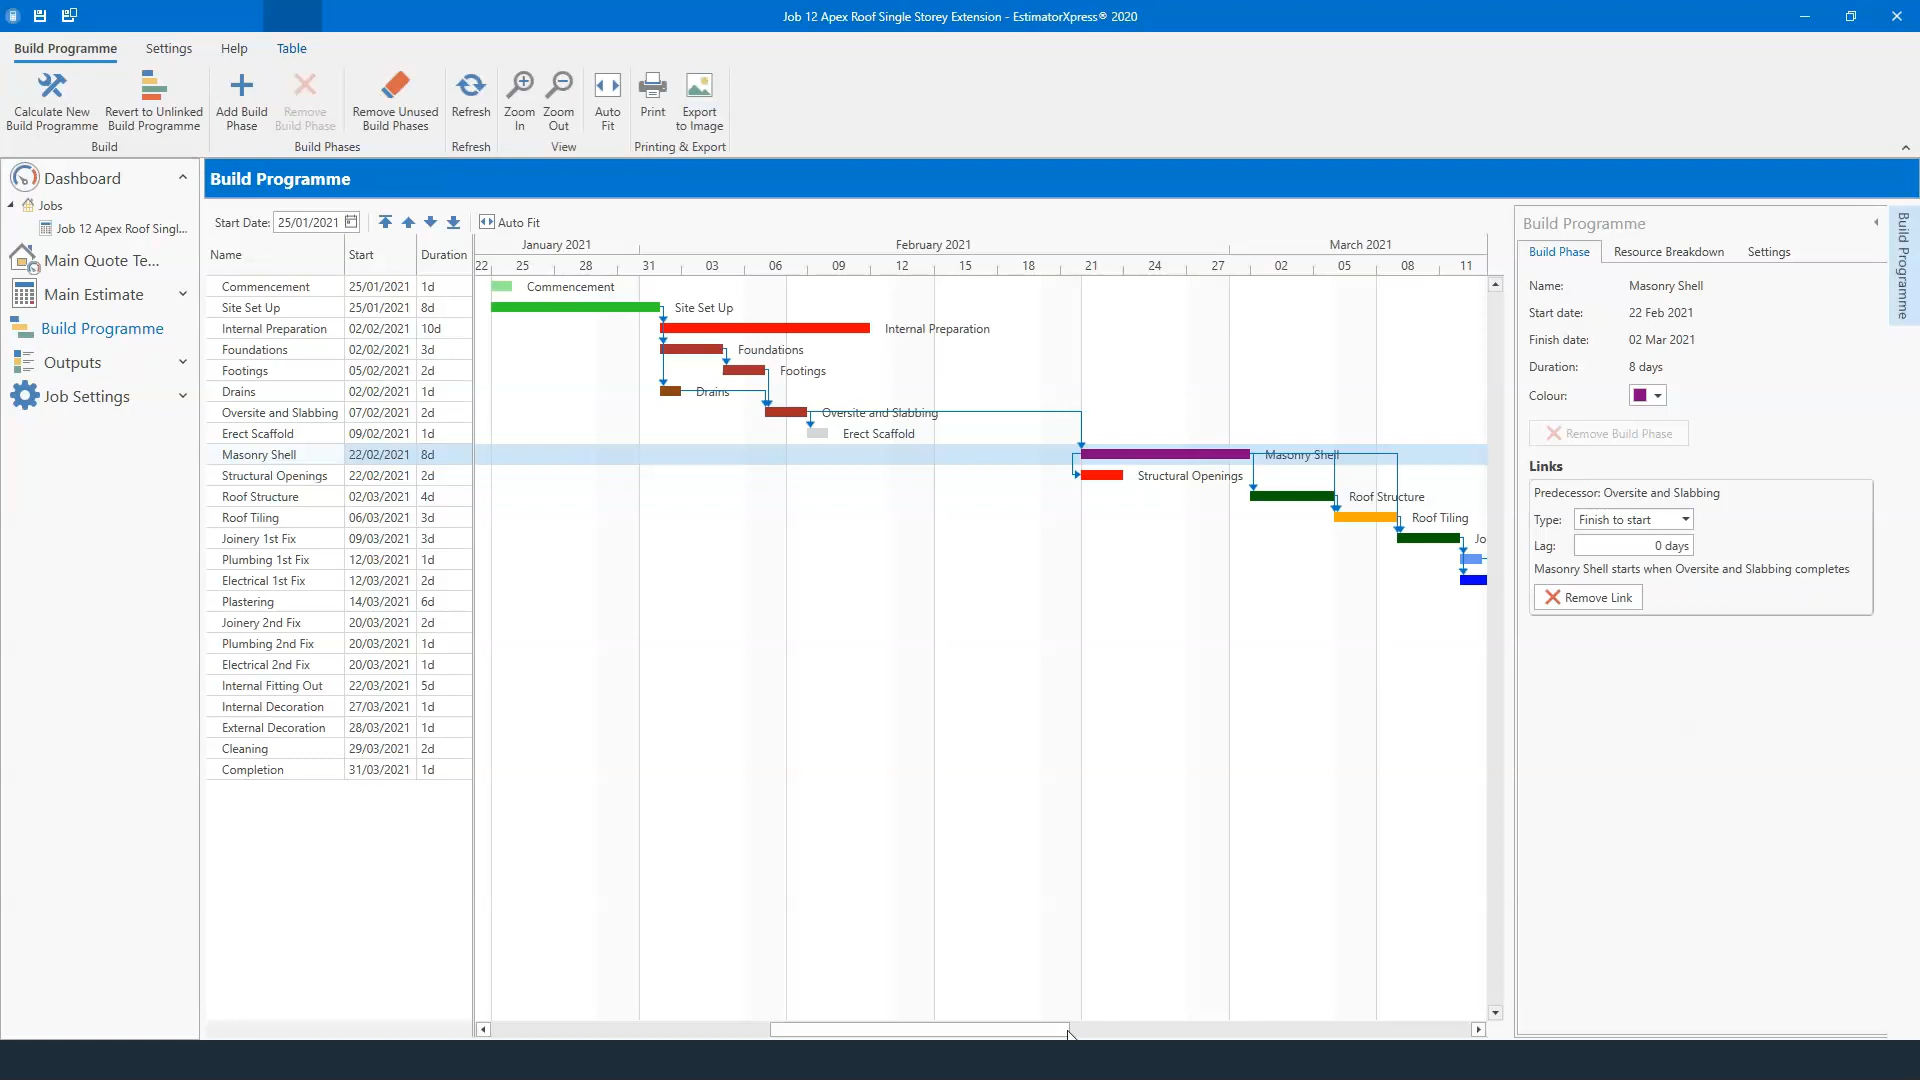 Job 12 Apex Roof Single Storey Extension - EstimatorXpress® 2020
Build Programme Settings Help Table
Calculate New Build Programme
Revert to Unlinked Build Programme
Add Build Phase
Remove Build Phase
Remove Unused Build Phases
Refresh
Zoom In
Zoom Out
Auto Fit
Print
Export to Image
Build Build Phases Refresh View Printing & Export
Dashboard
Jobs
Job 12 Apex Roof Singl...
Main Quote Te...
Main Estimate
Build Programme
Outputs
Job Settings
Build Programme
Start Date: 25/01/2021 Auto Fit
Name Start Duration
January 2021 February 2021 March 2021
22 25 28 31 03 06 09 12 15 18 21 24 27 02 05 08 11
Commencement 25/01/2021 1d Commencement
Site Set Up 25/01/2021 8d Site Set Up
Internal Preparation 02/02/2021 10d Internal Preparation
Foundations 02/02/2021 3d Foundations
Footings 05/02/2021 2d Footings
Drains 02/02/2021 1d Drains
Oversite and Slabbing 07/02/2021 2d Oversite and Slabbing
Erect Scaffold 09/02/2021 1d Erect Scaffold
Masonry Shell 22/02/2021 8d Masonry Shell
Structural Openings 22/02/2021 2d Structural Openings
Roof Structure 02/03/2021 4d Roof Structure
Roof Tiling 06/03/2021 3d Roof Tiling
Joinery 1st Fix 09/03/2021 3d Jo
Plumbing 1st Fix 12/03/2021 1d
Electrical 1st Fix 12/03/2021 2d
Plastering 14/03/2021 6d
Joinery 2nd Fix 20/03/2021 2d
Plumbing 2nd Fix 20/03/2021 1d
Electrical 2nd Fix 20/03/2021 1d
Internal Fitting Out 22/03/2021 5d
Internal Decoration 27/03/2021 1d
External Decoration 28/03/2021 1d
Cleaning 29/03/2021 2d
Completion 31/03/2021 1d
Build Programme
Build Phase Resource Breakdown Settings
Name: Masonry Shell
Start date: 22 Feb 2021
Finish date: 02 Mar 2021
Duration: 8 days
Colour:
Remove Build Phase
Links
Predecessor: Oversite and Slabbing
Type: Finish to start
Lag: 0 days
Masonry Shell starts when Oversite and Slabbing completes
Remove Link
Build Programme